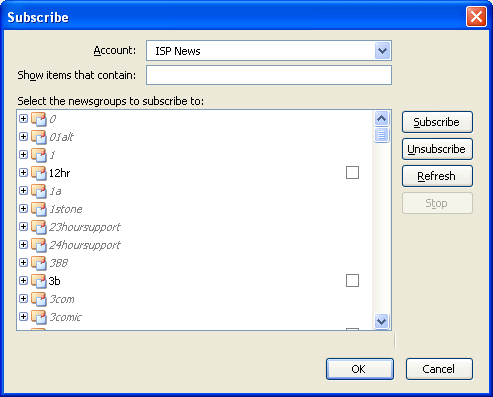 Subscribe
Account: ISP News
Show items that contain:
Select the newsgroups to subscribe to:
0
01alt
1
12hr
1a
1stone
23hoursupport
24hoursupport
388
3b
3com
3comic
Subscribe
Unsubscribe
Refresh
Stop
OK
Cancel